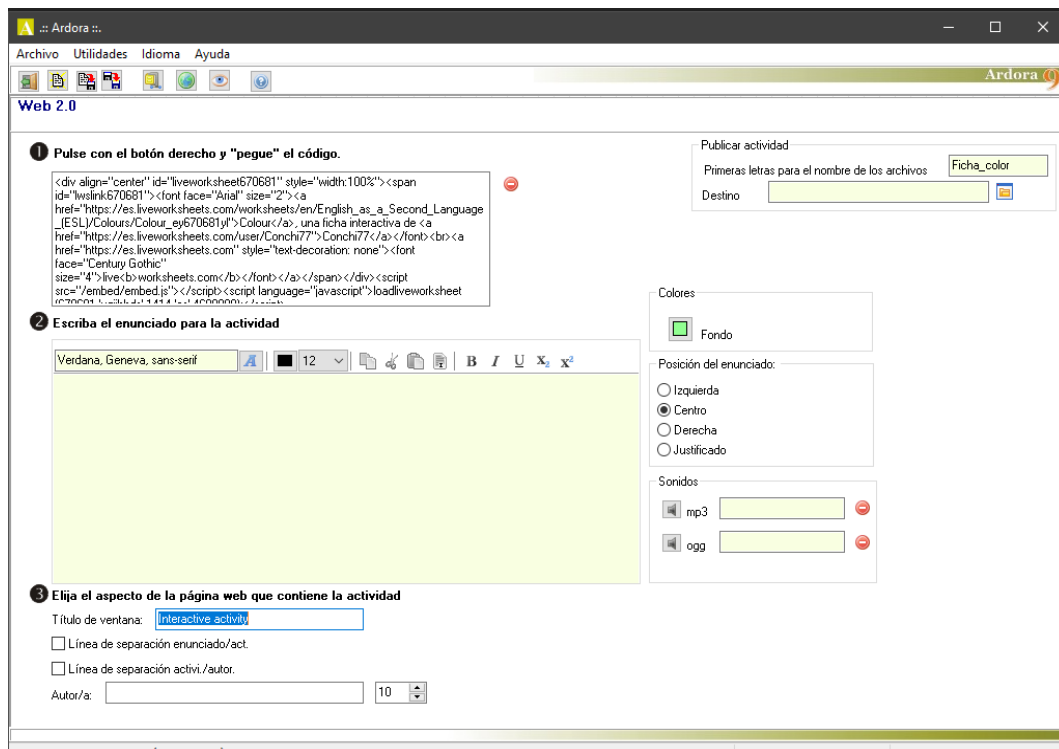 .:: Ardora ::.
Archivo Utilidades Idioma Ayuda
Ardora 9
Web 2.0
1 Pulse con el botón derecho y "pegue" el código.
<div align="center" id="liveworksheet670681" style="width:100%"><span
id="lwslink670681"><font face="Arial" size="2"><a
href="https://es.liveworksheets.com/worksheets/en/English_as_a_Second_Language
_(ESL)/Colours/Colour_ey670681yl">Colour</a>, una ficha interactiva de <a
href="https://es.liveworksheets.com/user/Conchi77">Conchi77</a></font><br><a
href="https://es.liveworksheets.com" style="text-decoration: none"><font
face="Century Gothic"
size="4">live<b>worksheets.com</b></font></a></span></div><script
src="/embed/embed.js"></script><script language="javascript">loadliveworksheet
Publicar actividad
Primeras letras para el nombre de los archivos Ficha_color
Destino
2 Escriba el enunciado para la actividad
Verdana, Geneva, sans-serif A 12 B I U X2 X²
Colores
Fondo
Posición del enunciado:
Izquierda
Centro
Derecha
Justificado
Sonidos
mp3
ogg
3 Elija el aspecto de la página web que contiene la actividad
Título de ventana: Interactive activity
Línea de separación enunciado/act.
Línea de separación activi./autor.
Autor/a: 10